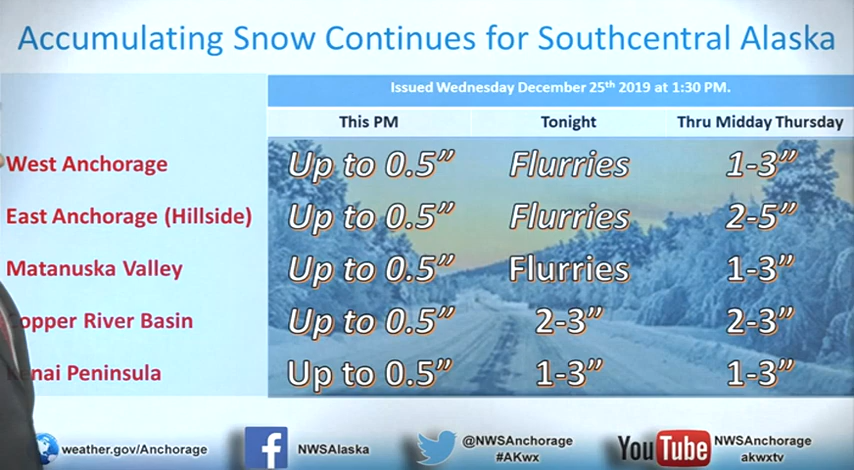 Accumulating Snow Continues for Southcentral Alaska
Issued Wednesday December 25th 2019 at 1:30 PM.
This PM Tonight Thru Midday Thursday
West Anchorage Up to 0.5” Flurries 1-3”
East Anchorage (Hillside) Up to 0.5” Flurries 2-5”
Matanuska Valley Up to 0.5” Flurries 1-3”
Copper River Basin Up to 0.5” 2-3” 2-3”
Kenai Peninsula Up to 0.5” 1-3” 1-3”
weather.gov/Anchorage
f NWSAlaska
@NWSAnchorage
#AKwx
YouTube
NWSAnchorage
akwxtv